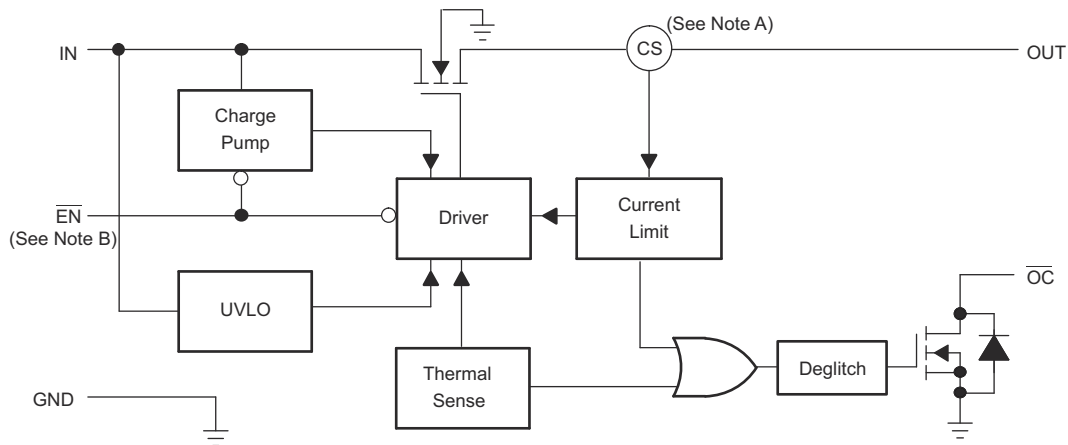 (See Note A)
IN
CS
OUT
Charge
Pump
EN
(See Note B)
Driver
Current
Limit
OC
UVLO
Thermal
Sense
Deglitch
GND